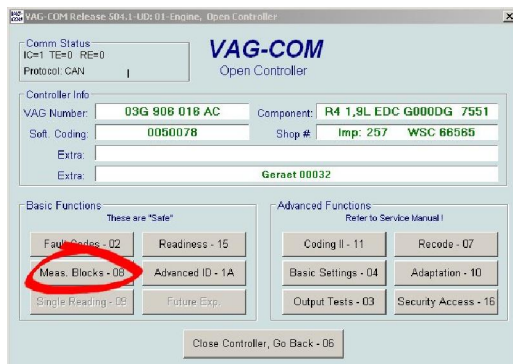 VAG-COM Release 504.1-UD: 01-Engine, Open Controller
Comm Status
IC=1 TE=0 RE=0
Protocol: CAN
VAG-COM
Open Controller
Controller Info
VAG Number: 03G 906 016 AC Component: R4 1,9L EDC G000DG 7551
Soft. Coding: 0050078 Shop #: Imp: 257 WSC 66565
Extra:
Extra: Geraet 00032
Basic Functions
These are "Safe"
Fault Codes - 02 Readiness - 15
Meas. Blocks - 08 Advanced ID - 1A
Single Reading - 09 Future Exp.
Advanced Functions
Refer to Service Manual !
Coding II - 11 Recode - 07
Basic Settings - 04 Adaptation - 10
Output Tests - 03 Security Access - 16
Close Controller, Go Back - 06